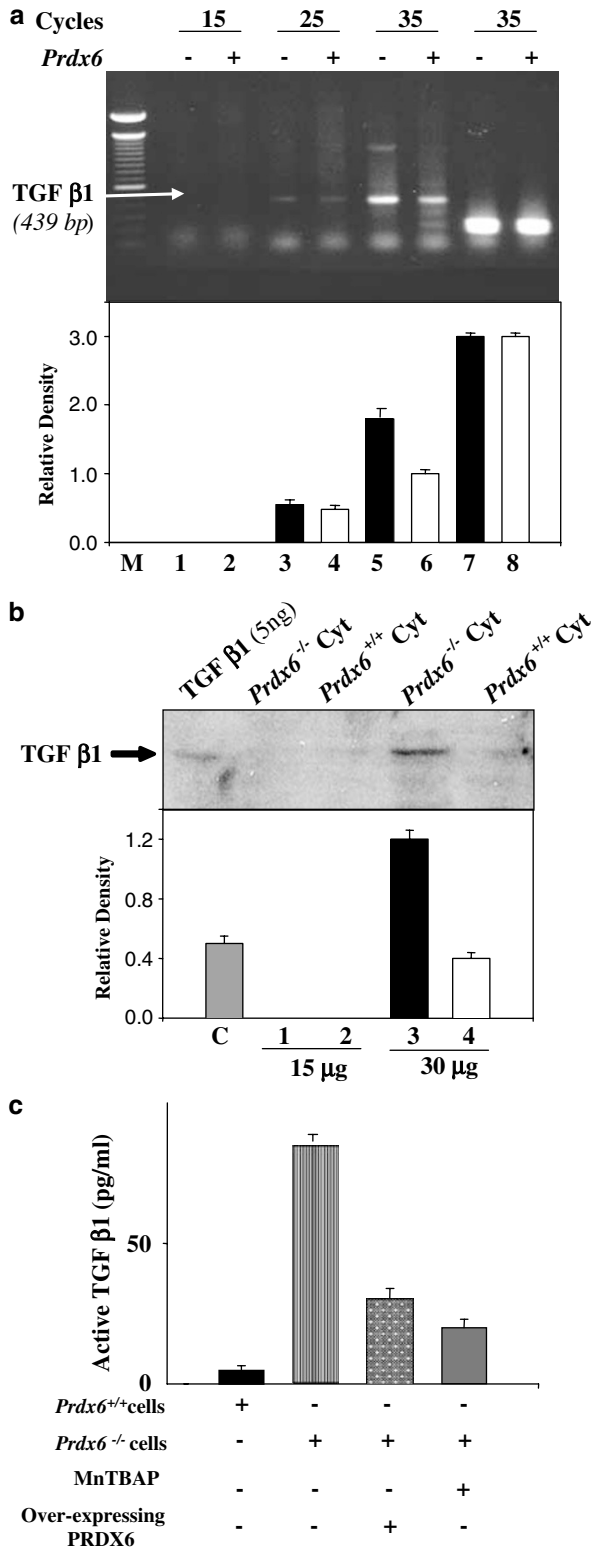 a Cycles 15 25 35 35
Prdx6 - + - + - + - +
TGF β1
(439 bp)
Relative Density
3.0
2.0
1.0
0.0
M 1 2 3 4 5 6 7 8
b
TGF β1 (5ng) Prdx6-/- Cyt Prdx6+/+ Cyt Prdx6-/- Cyt Prdx6+/+ Cyt
TGF β1
Relative Density
1.2
0.8
0.4
0.0
C 1 2 3 4
15 µg 30 µg
c
Active TGF β1 (pg/ml)
50
0
Prdx6+/+cells + - - -
Prdx6 -/- cells - + + +
MnTBAP - - - +
Over-expressing
PRDX6 - - + -